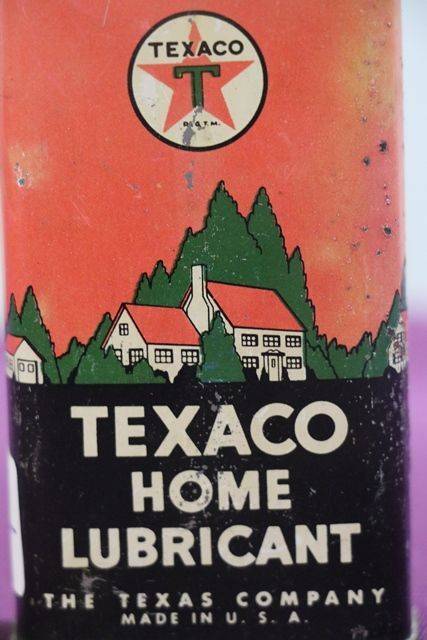 TEXACO
T
REG. T.M.
TEXACO
HOME
LUBRICANT
THE TEXAS COMPANY
MADE IN U. S. A.